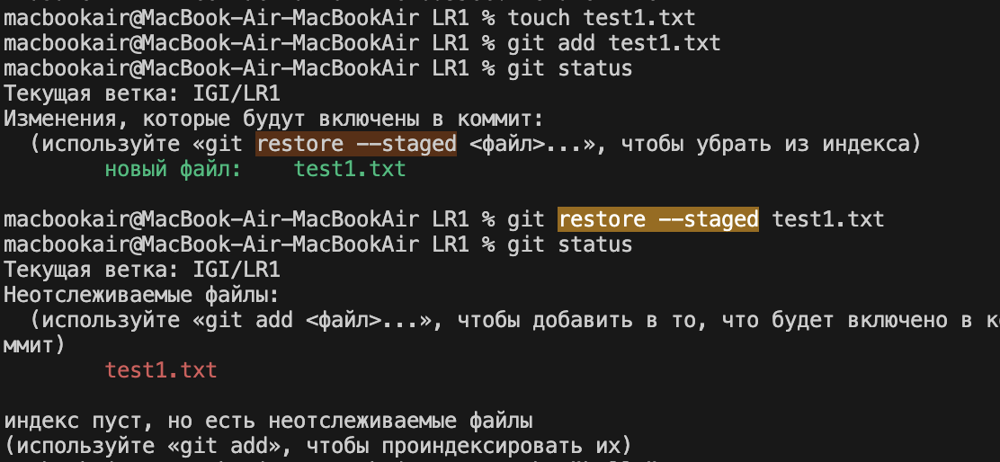 macbookair@MacBook-Air-MacBookAir LR1 % touch test1.txt
macbookair@MacBook-Air-MacBookAir LR1 % git add test1.txt
macbookair@MacBook-Air-MacBookAir LR1 % git status
Текущая ветка: IGI/LR1
Изменения, которые будут включены в коммит:
  (используйте «git restore --staged <файл>...», чтобы убрать из индекса)
        новый файл:    test1.txt

macbookair@MacBook-Air-MacBookAir LR1 % git restore --staged test1.txt
macbookair@MacBook-Air-MacBookAir LR1 % git status
Текущая ветка: IGI/LR1
Неотслеживаемые файлы:
  (используйте «git add <файл>...», чтобы добавить в то, что будет включено в ко
ммит)
        test1.txt

индекс пуст, но есть неотслеживаемые файлы
(используйте «git add», чтобы проиндексировать их)